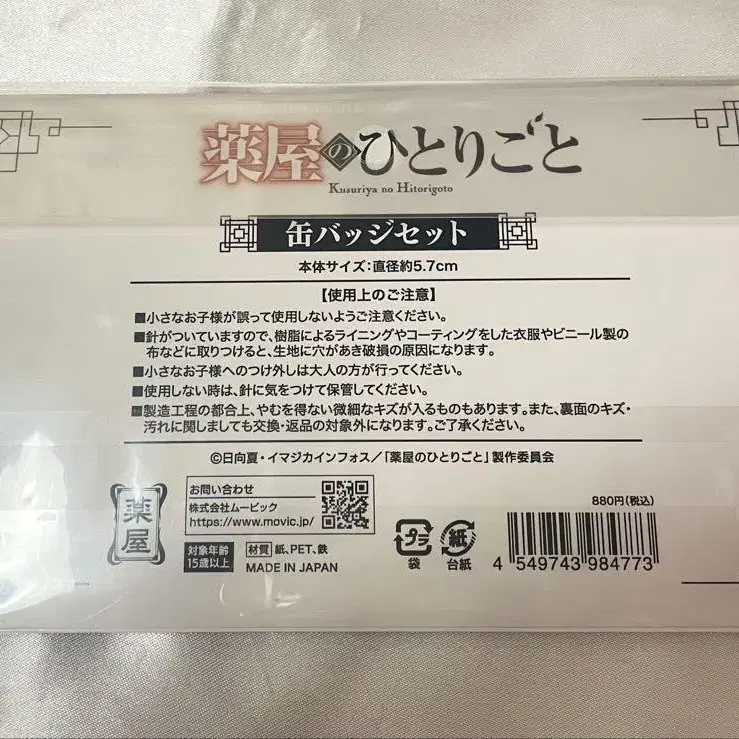 薬屋のひとりごと
Kusuriya no Hitorigoto
缶バッジセット
本体サイズ:直径約5.7cm
【使用上のご注意】
■小さなお子様が誤って使用しないようご注意ください。
■針がついていますので、樹脂によるライニングやコーティングをした衣服やビニール製の
布などに取りつけると、生地に穴があき破損の原因になります。
■小さなお子様へのつけ外しは大人の方が行ってください。
■使用しない時は、針に気をつけて保管してください。
■製造工程の都合上、やむを得ない微細なキズが入るものもあります。また、裏面のキズ・
汚れに関しましても交換・返品の対象外になります。ご了承ください。
©日向夏・イマジカインフォス/「薬屋のひとりごと」製作委員会
薬屋
お問い合わせ
株式会社ムービック
https://www.movic.jp/
対象年齢
15歳以上
材質 紙、PET、鉄
MADE IN JAPAN
プラ
袋
紙
台紙
880円(税込)
4 549743 984773